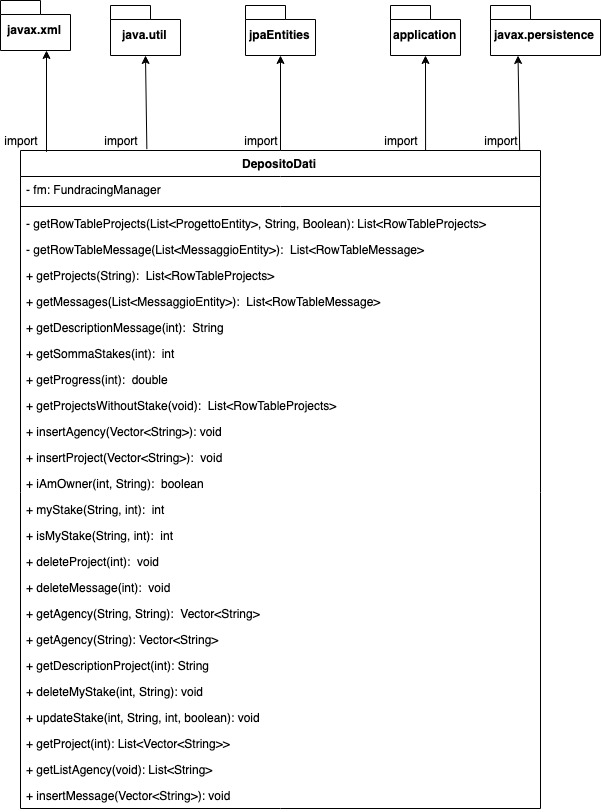 javax.xml
java.util
jpaEntities
application
javax.persistence
import
import
import
import
import
DepositoDati
- fm: FundracingManager
- getRowTableProjects(List<ProgettoEntity>, String, Boolean): List<RowTableProjects>
- getRowTableMessage(List<MessaggioEntity>): List<RowTableMessage>
+ getProjects(String): List<RowTableProjects>
+ getMessages(List<MessaggioEntity>): List<RowTableMessage>
+ getDescriptionMessage(int): String
+ getSommaStakes(int): int
+ getProgress(int): double
+ getProjectsWithoutStake(void): List<RowTableProjects>
+ insertAgency(Vector<String>): void
+ insertProject(Vector<String>): void
+ iAmOwner(int, String): boolean
+ myStake(String, int): int
+ isMyStake(String, int): int
+ deleteProject(int): void
+ deleteMessage(int): void
+ getAgency(String, String): Vector<String>
+ getAgency(String): Vector<String>
+ getDescriptionProject(int): String
+ deleteMyStake(int, String): void
+ updateStake(int, String, int, boolean): void
+ getProject(int): List<Vector<String>>
+ getListAgency(void): List<String>
+ insertMessage(Vector<String>): void